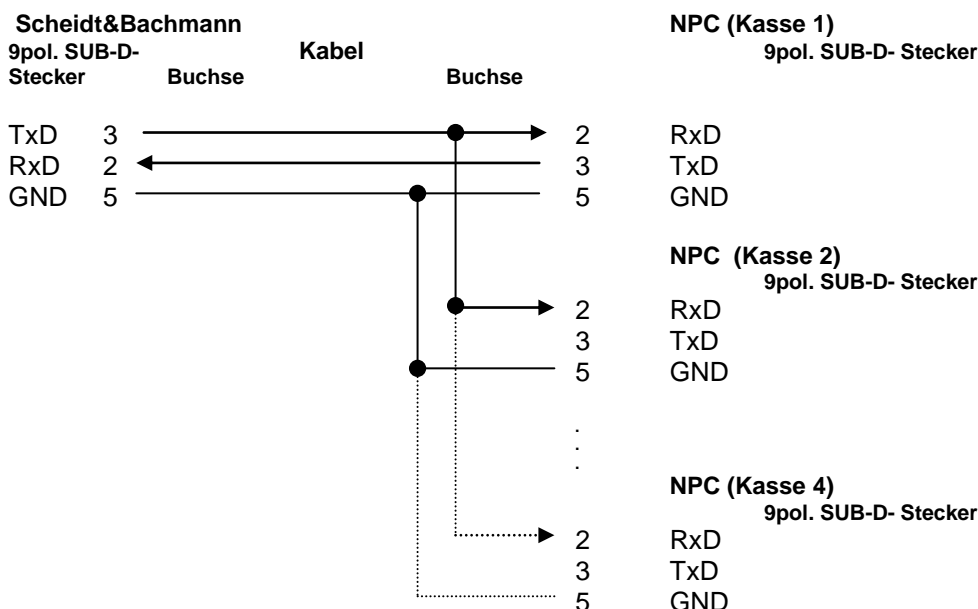 Scheidt&Bachmann NPC (Kasse 1)
9pol. SUB-D- Kabel 9pol. SUB-D- Stecker
Stecker Buchse Buchse
TxD 3 2 RxD
RxD 2 3 TxD
GND 5 5 GND
NPC (Kasse 2)
9pol. SUB-D- Stecker
2 RxD
3 TxD
5 GND
.
.
.
NPC (Kasse 4)
9pol. SUB-D- Stecker
2 RxD
3 TxD
5 GND